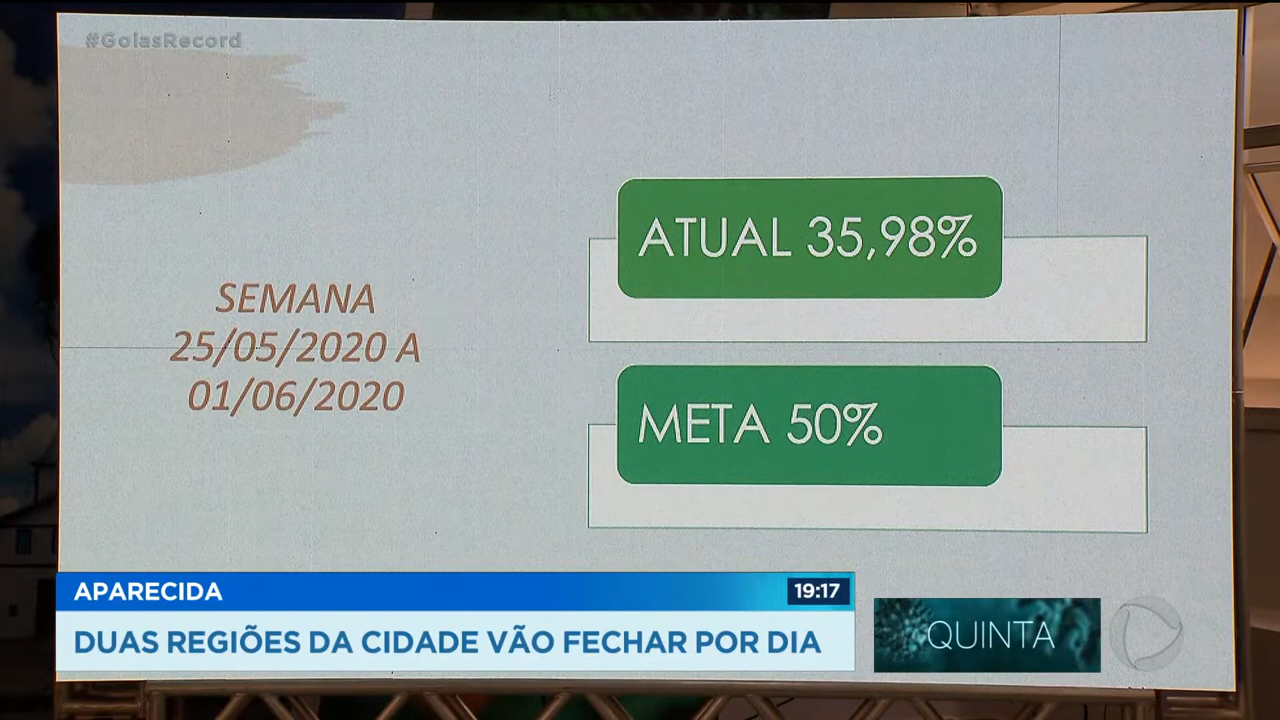 #GoiasRecord
SEMANA
25/05/2020 A
01/06/2020
ATUAL 35,98%
META 50%
APARECIDA
19:17
DUAS REGIÕES DA CIDADE VÃO FECHAR POR DIA
QUINTA